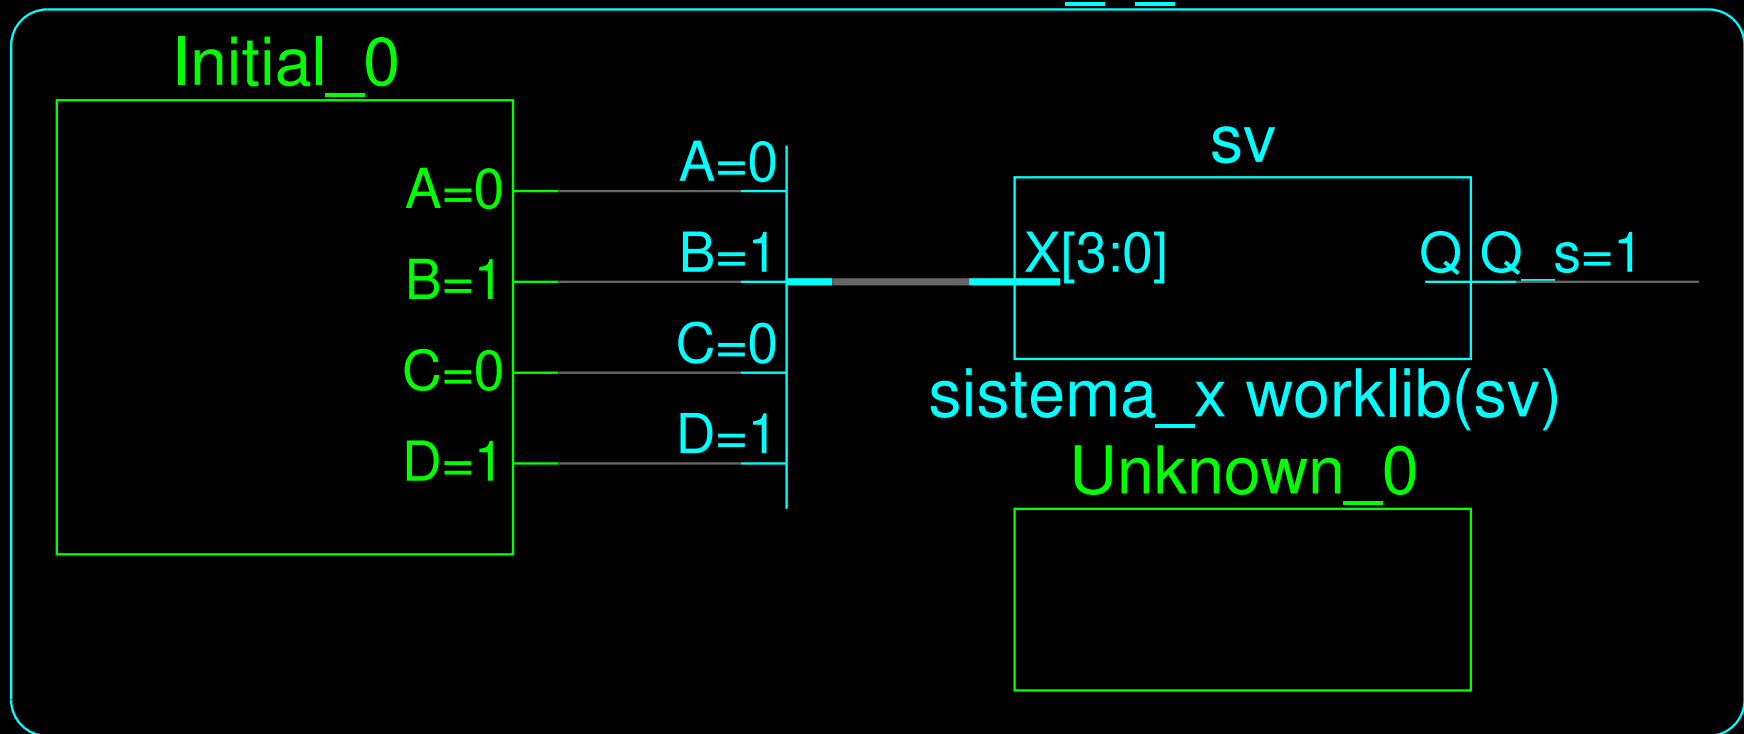 Initial_0
A=0
B=1
C=0
D=1
A=0
B=1
C=0
D=1
sv
X[3:0]
Q Q_s=1
sistema_x worklib(sv)
Unknown_0